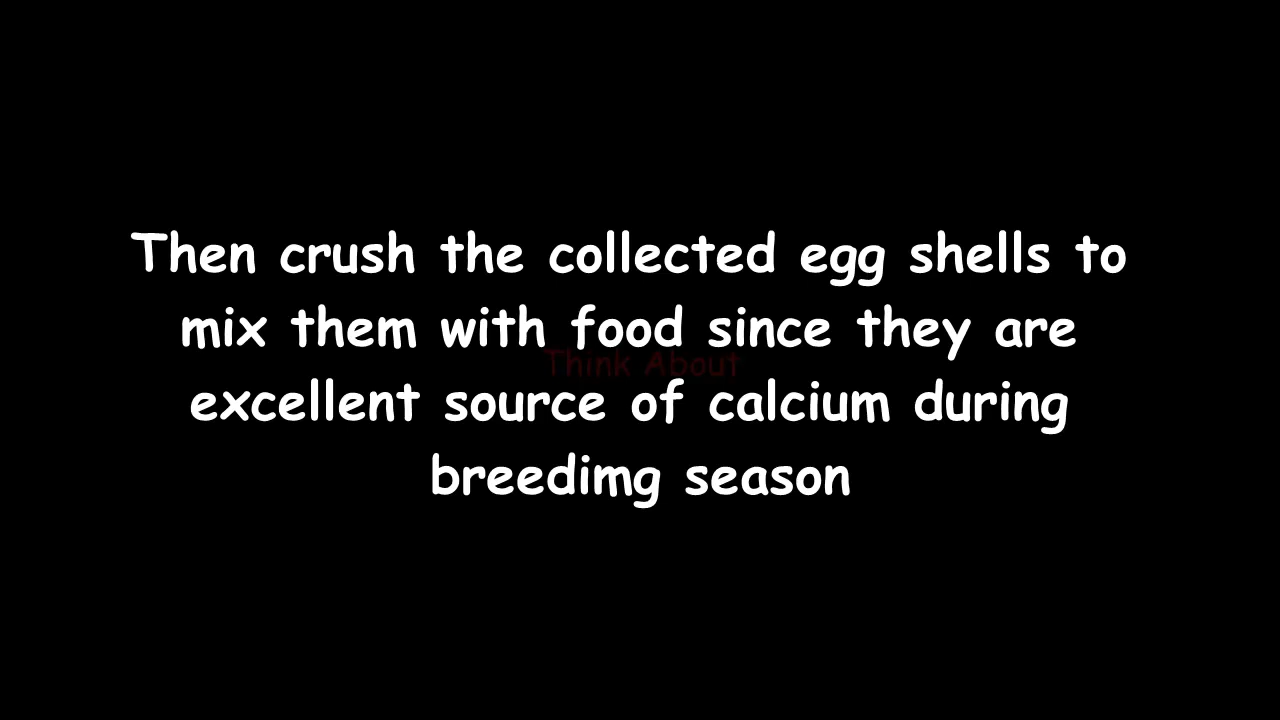 Then crush the collected egg shells to
mix them with food since they are
Think About
excellent source of calcium during
breedimg season